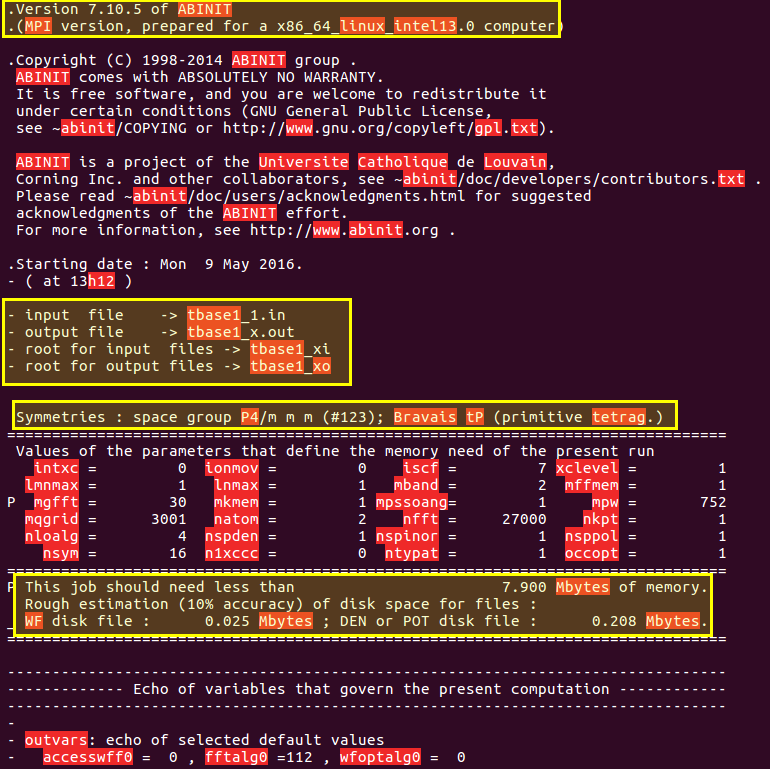 .Version 7.10.5 of ABINIT
.(MPI version, prepared for a x86_64_linux_intel13.0 computer)
.Copyright (C) 1998-2014 ABINIT group .
ABINIT comes with ABSOLUTELY NO WARRANTY.
It is free software, and you are welcome to redistribute it
under certain conditions (GNU General Public License,
see ~abinit/COPYING or http://www.gnu.org/copyleft/gpl.txt).
ABINIT is a project of the Universite Catholique de Louvain,
Corning Inc. and other collaborators, see ~abinit/doc/developers/contributors.txt .
Please read ~abinit/doc/users/acknowledgments.html for suggested
acknowledgments of the ABINIT effort.
For more information, see http://www.abinit.org .
.Starting date : Mon  9 May 2016.
- ( at 13h12 )
- input  file    -> tbase1_1.in
- output file    -> tbase1_x.out
- root for input  files -> tbase1_xi
- root for output files -> tbase1_xo
Symmetries : space group P4/m m m (#123); Bravais tP (primitive tetrag.)
================================================================================
Values of the parameters that define the memory need of the present run
intxc =         0  ionmov =         0    iscf =         7 xclevel =         1
lmnmax =         1   lnmax =         1   mband =         2  mffmem =         1
P  mgfft =        30   mkmem =         1 mpssoang=         1     mpw =       752
mqgrid =      3001   natom =         2    nfft =     27000    nkpt =         1
nloalg =         4  nspden =         1 nspinor =         1  nsppol =         1
nsym =        16  n1xccc =         0  ntypat =         1  occopt =         1
================================================================================
P This job should need less than                       7.900 Mbytes of memory.
Rough estimation (10% accuracy) of disk space for files :
_ WF disk file :      0.025 Mbytes ; DEN or POT disk file :      0.208 Mbytes.
================================================================================
--------------------------------------------------------------------------------
------------- Echo of variables that govern the present computation ------------
--------------------------------------------------------------------------------
-
- outvars: echo of selected default values
-   accesswff0 =  0 , fftalg0 =112 , wfoptalg0 =  0